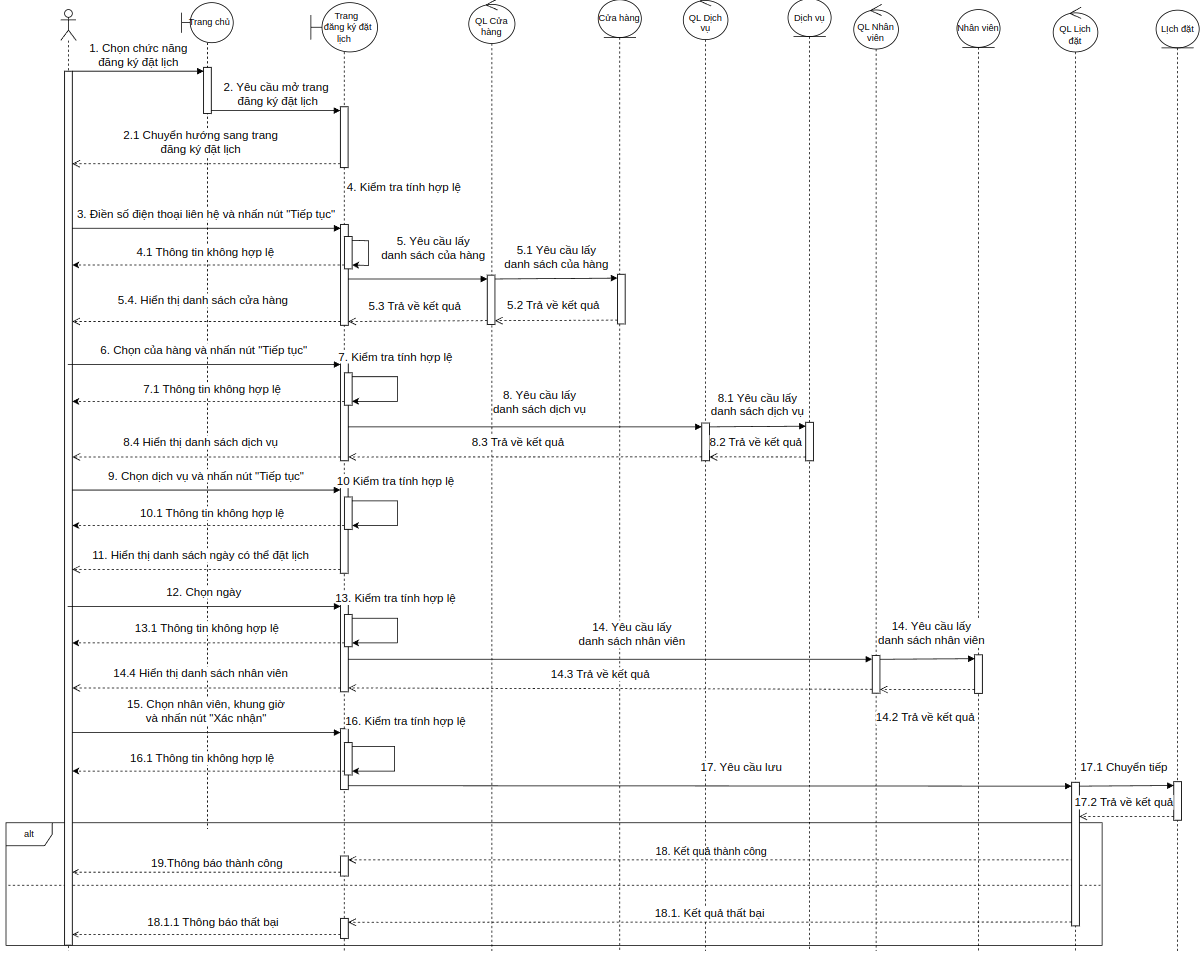 Trang chủ
Trang
đăng ký đặt
lịch
QL Cửa
hàng
Cửa hàng
QL Dịch
vụ
Dịch vụ
QL Nhân
viên
Nhân viên
QL Lịch
đặt
Lịch đặt
1. Chọn chức năng
đăng ký đặt lịch
2. Yêu cầu mở trang
đăng ký đặt lịch
2.1 Chuyển hướng sang trang
đăng ký đặt lịch
4. Kiểm tra tính hợp lệ
3. Điền số điện thoại liên hệ và nhấn nút "Tiếp tục"
4.1 Thông tin không hợp lệ
5. Yêu cầu lấy
danh sách của hàng
5.1 Yêu cầu lấy
danh sách của hàng
5.4. Hiển thị danh sách cửa hàng
5.3 Trả về kết quả
5.2 Trả về kết quả
6. Chọn của hàng và nhấn nút "Tiếp tục"
7. Kiểm tra tính hợp lệ
7.1 Thông tin không hợp lệ
8. Yêu cầu lấy
danh sách dịch vụ
8.1 Yêu cầu lấy
danh sách dịch vụ
8.4 Hiển thị danh sách dịch vụ
8.3 Trả về kết quả
8.2 Trả về kết quả
9. Chọn dịch vụ và nhấn nút "Tiếp tục"
10 Kiểm tra tính hợp lệ
10.1 Thông tin không hợp lệ
11. Hiển thị danh sách ngày có thể đặt lịch
12. Chọn ngày
13. Kiểm tra tính hợp lệ
13.1 Thông tin không hợp lệ
14. Yêu cầu lấy
danh sách nhân viên
14. Yêu cầu lấy
danh sách nhân viên
14.4 Hiển thị danh sách nhân viên
14.3 Trả về kết quả
14.2 Trả về kết quả
15. Chọn nhân viên, khung giờ
và nhấn nút "Xác nhận"
16. Kiểm tra tính hợp lệ
16.1 Thông tin không hợp lệ
17. Yêu cầu lưu
17.1 Chuyển tiếp
17.2 Trả về kết quả
alt
18. Kết quả thành công
19.Thông báo thành công
18.1. Kết quả thất bại
18.1.1 Thông báo thất bại